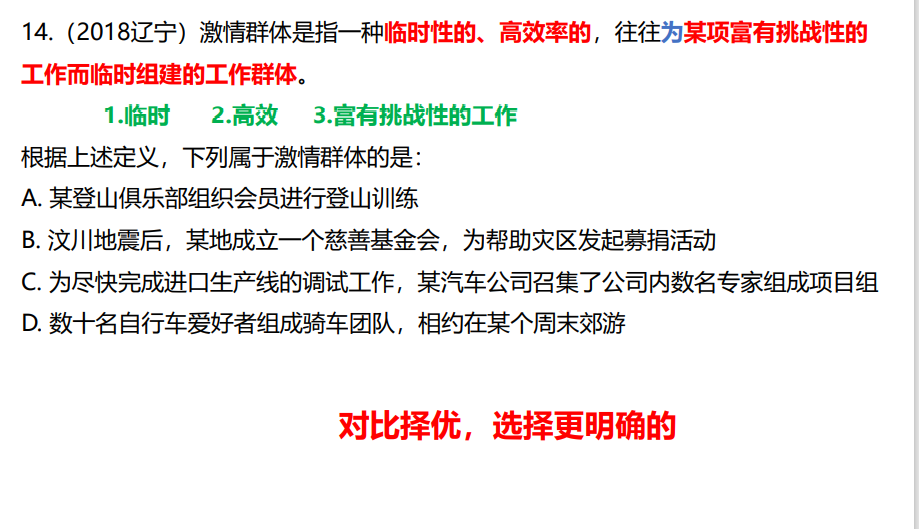 14.（2018辽宁）激情群体是指一种临时性的、高效率的，往往为某项富有挑战性的
工作而临时组建的工作群体。
1.临时 2.高效 3.富有挑战性的工作
根据上述定义，下列属于激情群体的是：
A. 某登山俱乐部组织会员进行登山训练
B. 汶川地震后，某地成立一个慈善基金会，为帮助灾区发起募捐活动
C. 为尽快完成进口生产线的调试工作，某汽车公司召集了公司内数名专家组成项目组
D. 数十名自行车爱好者组成骑车团队，相约在某个周末郊游
对比择优，选择更明确的